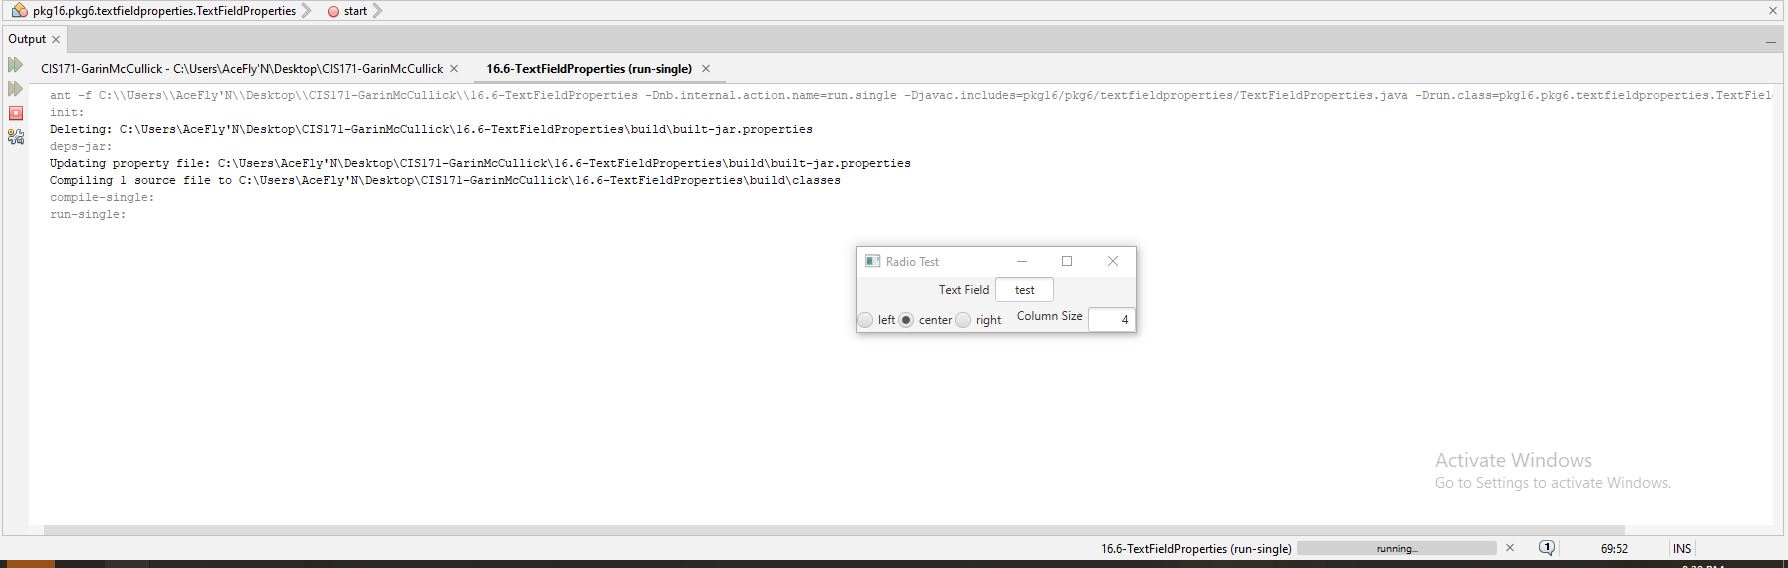 pkg16.pkg6.textfieldproperties.TextFieldProperties start
Output
CIS171-GarinMcCullick - C:\Users\AceFly'N\Desktop\CIS171-GarinMcCullick 16.6-TextFieldProperties (run-single)
ant -f C:\\Users\\AceFly'N\\Desktop\\CIS171-GarinMcCullick\\16.6-TextFieldProperties -Dnb.internal.action.name=run.single -Djavac.includes=pkg16/pkg6/textfieldproperties/TextFieldProperties.java -Drun.class=pkg16.pkg6.textfieldproperties.TextFiel
init:
Deleting: C:\Users\AceFly'N\Desktop\CIS171-GarinMcCullick\16.6-TextFieldProperties\build\built-jar.properties
deps-jar:
Updating property file: C:\Users\AceFly'N\Desktop\CIS171-GarinMcCullick\16.6-TextFieldProperties\build\built-jar.properties
Compiling 1 source file to C:\Users\AceFly'N\Desktop\CIS171-GarinMcCullick\16.6-TextFieldProperties\build\classes
compile-single:
run-single:
Radio Test
Text Field test
left center right Column Size 4
Activate Windows
Go to Settings to activate Windows.
16.6-TextFieldProperties (run-single) running... 1 69:52 INS